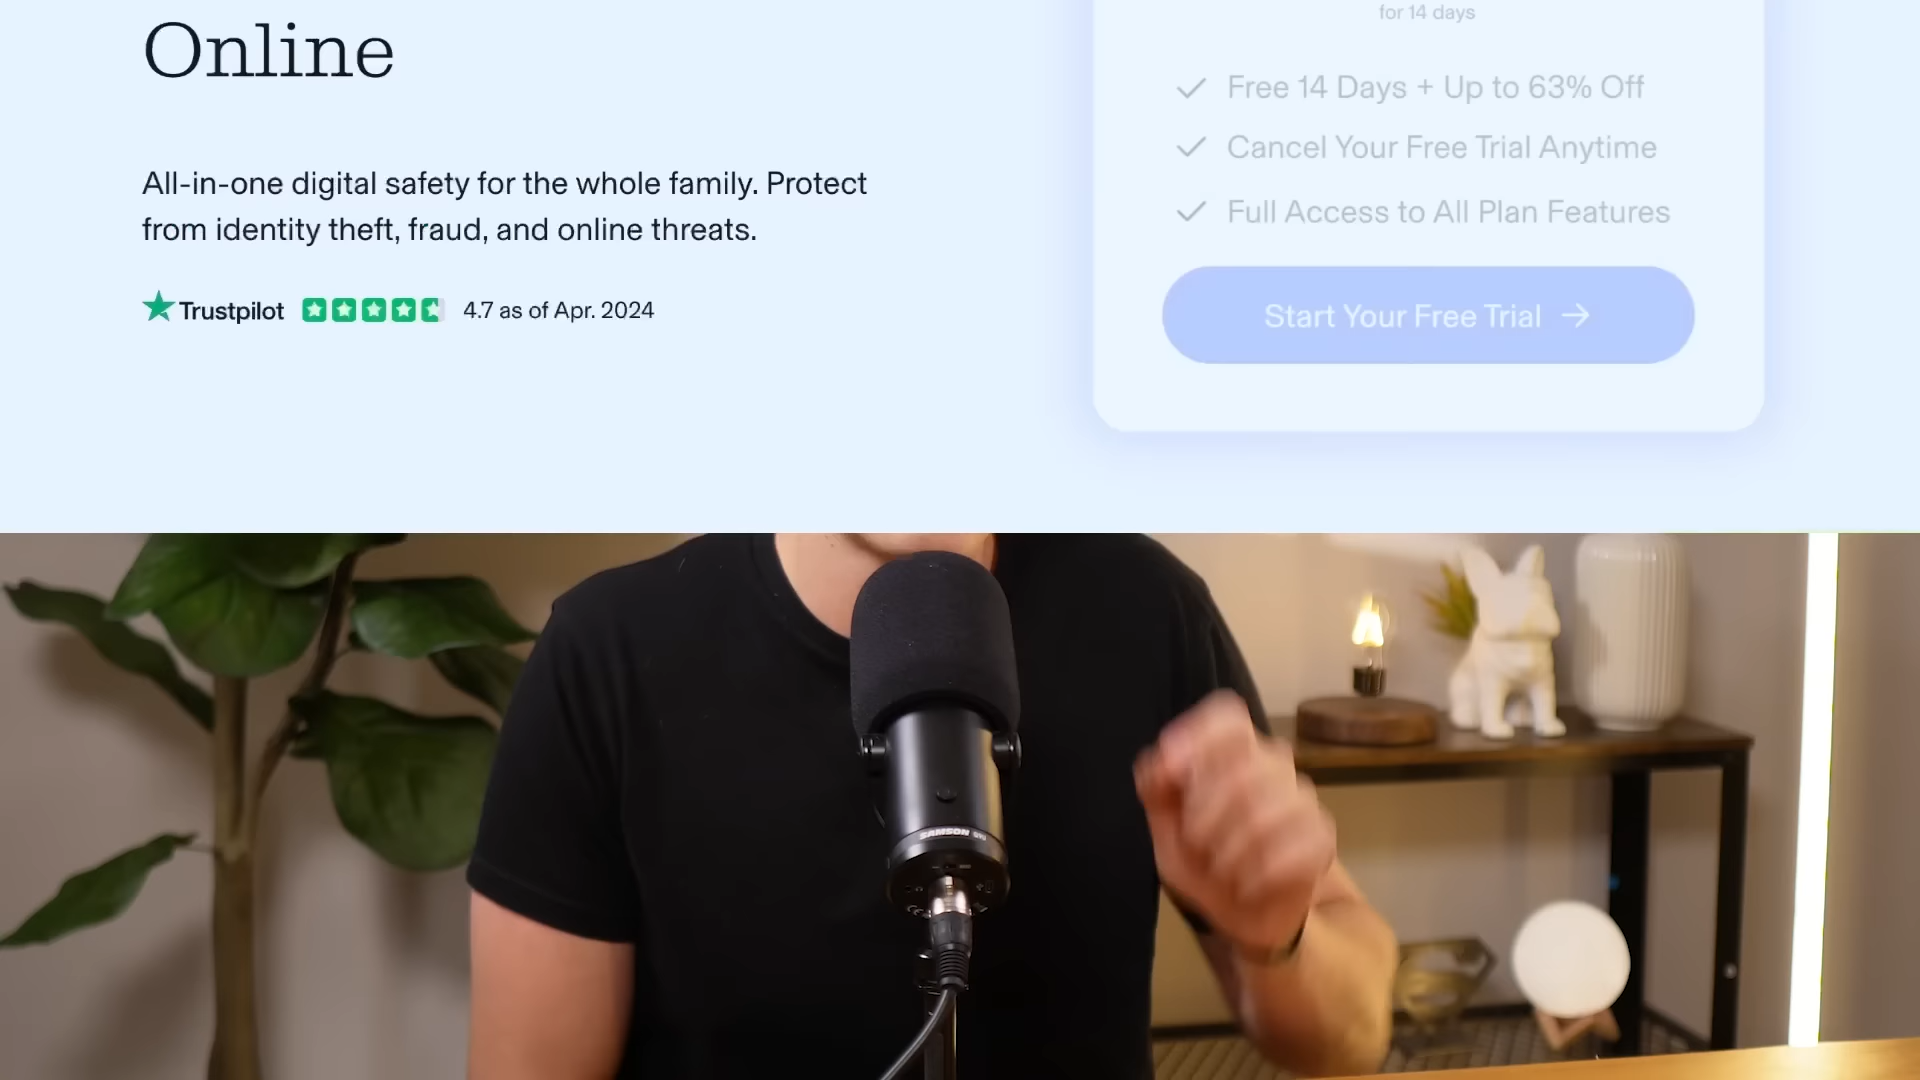 Online
All-in-one digital safety for the whole family. Protect
from identity theft, fraud, and online threats.
Trustpilot 4.7 as of Apr. 2024
for 14 days
Free 14 Days + Up to 63% Off
Cancel Your Free Trial Anytime
Full Access to All Plan Features
Start Your Free Trial →
SAMSON